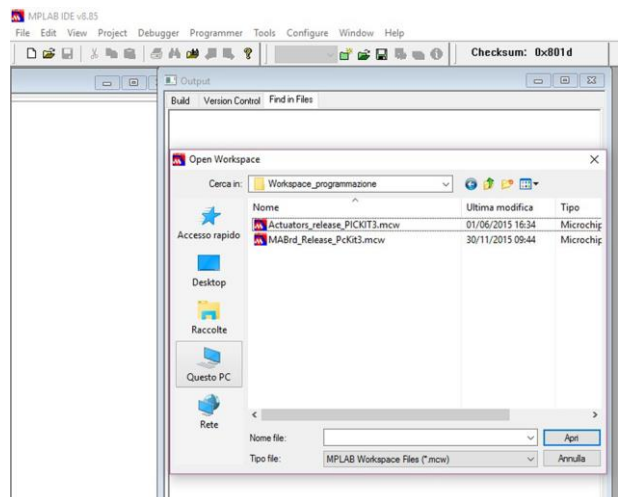 MPLAB IDE v8.85
File Edit View Project Debugger Programmer Tools Configure Window Help
Checksum: 0x801d
Output
Build Version Control Find in Files
Open Workspace
Cerca in: Workspace_programmazione
Nome Ultima modifica Tipo
Actuators_release_PICKIT3.mcw 01/06/2015 16:34 Microchip
MABrd_Release_PcKit3.mcw 30/11/2015 09:44 Microchip
Accesso rapido
Desktop
Raccolte
Questo PC
Rete
Nome file: Apri
Tipo file: MPLAB Workspace Files (*.mcw) Annulla